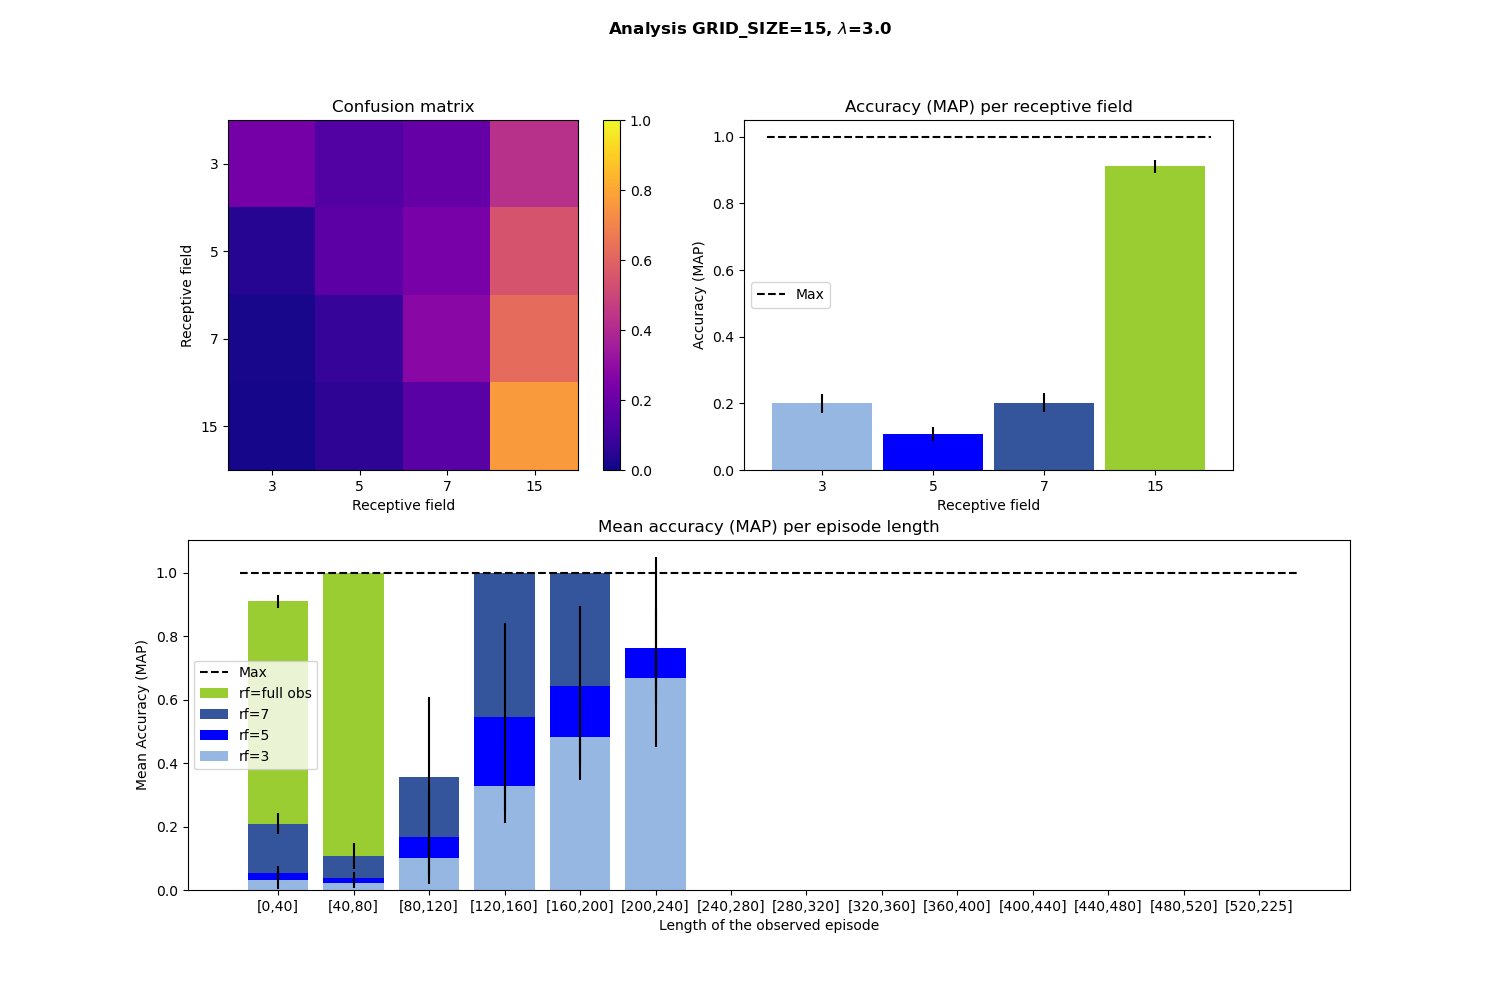 Analysis GRID_SIZE=15, λ=3.0
Confusion matrix
3
5
7
15
Receptive field
3 5 7 15
Receptive field
1.0
0.8
0.6
0.4
0.2
0.0
Accuracy (MAP) per receptive field
1.0
0.8
0.6
0.4
0.2
0.0
Accuracy (MAP)
Max
3 5 7 15
Receptive field
Mean accuracy (MAP) per episode length
1.0
0.8
0.6
0.4
0.2
0.0
Mean Accuracy (MAP)
Max
rf=full obs
rf=7
rf=5
rf=3
[0,40] [40,80] [80,120] [120,160] [160,200] [200,240] [240,280] [280,320] [320,360] [360,400] [400,440] [440,480] [480,520] [520,225]
Length of the observed episode